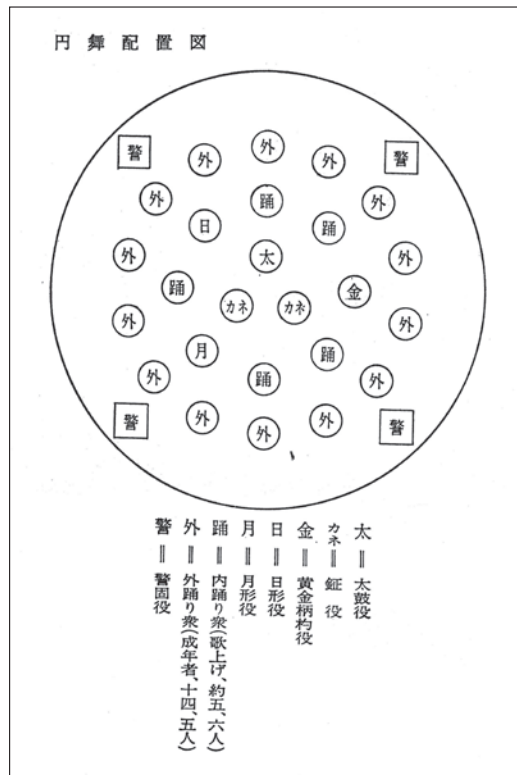 円舞配置図
警 外 外 外 警
外 踊 外
日 踊
外 太 外
踊 カネ カネ 金
外 外
月 踊
外 踊 外
警 外 外 外 警
太＝太鼓役
カネ＝鉦役
金＝黄金柄杓役
日＝日形役
月＝月形役
踊＝内踊り衆(歌上げ、約五、六人)
外＝外踊り衆(成年者、十四、五人)
警＝警固役